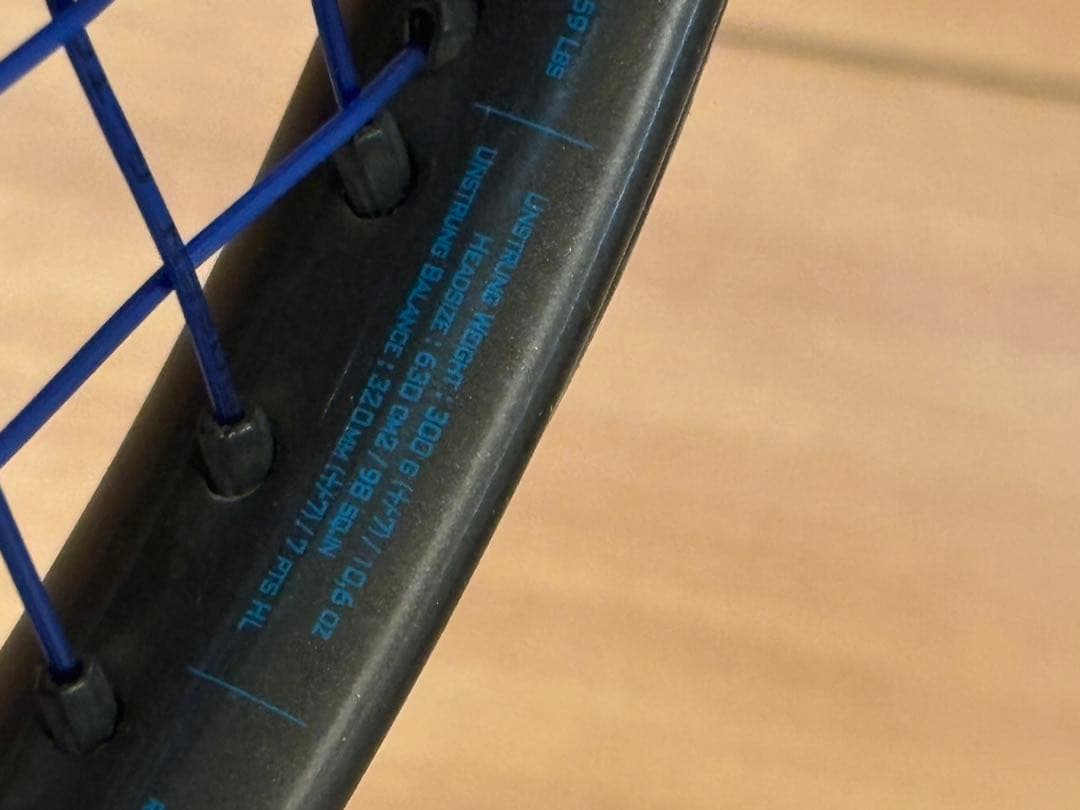 59 LBS
UNSTRUNG WEIGHT : 300 G (+/-7) / 10,6 OZ
HEADSIZE : 630 CM2 / 98 SQ.IN
UNSTRUNG BALANCE : 320 MM (+/-7) / 7 PTS HL